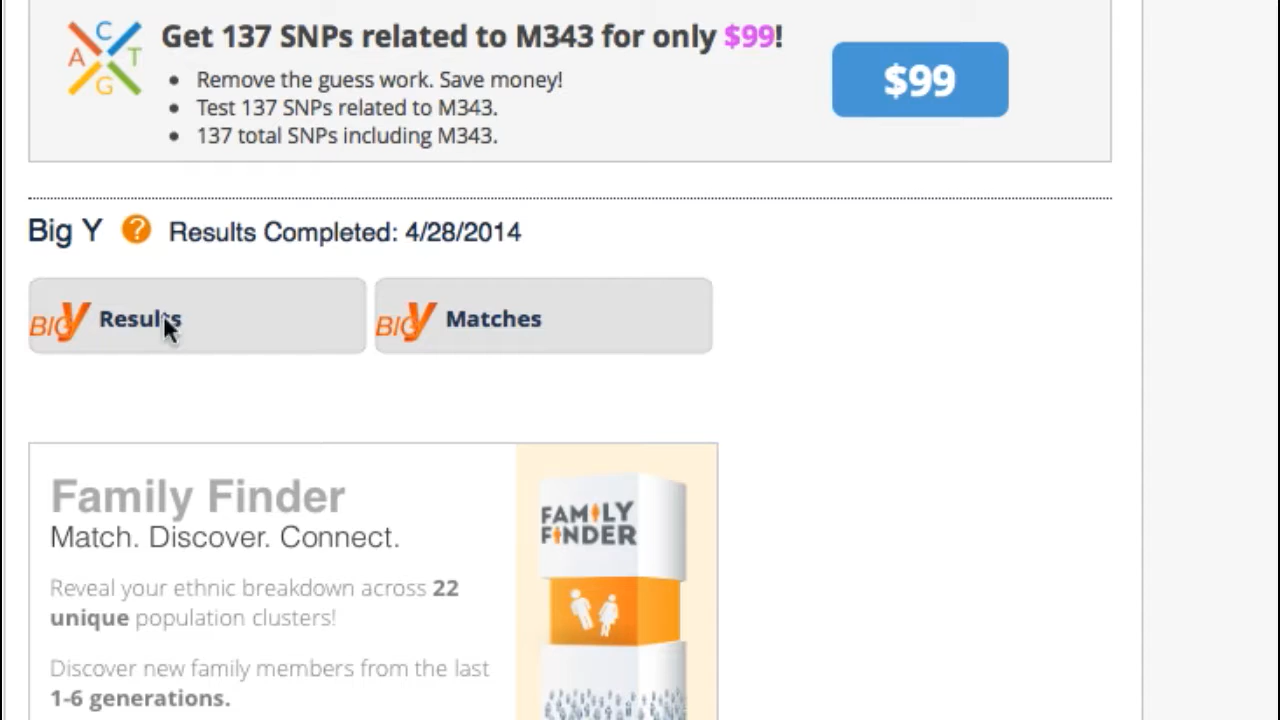 C
A T
G
Get 137 SNPs related to M343 for only $99!
• Remove the guess work. Save money!
• Test 137 SNPs related to M343.
• 137 total SNPs including M343.
$99
Big Y ? Results Completed: 4/28/2014
BIG y Results
BIG y Matches
Family Finder
Match. Discover. Connect.
Reveal your ethnic breakdown across 22
unique population clusters!
Discover new family members from the last
1-6 generations.
FAMILY
FINDER